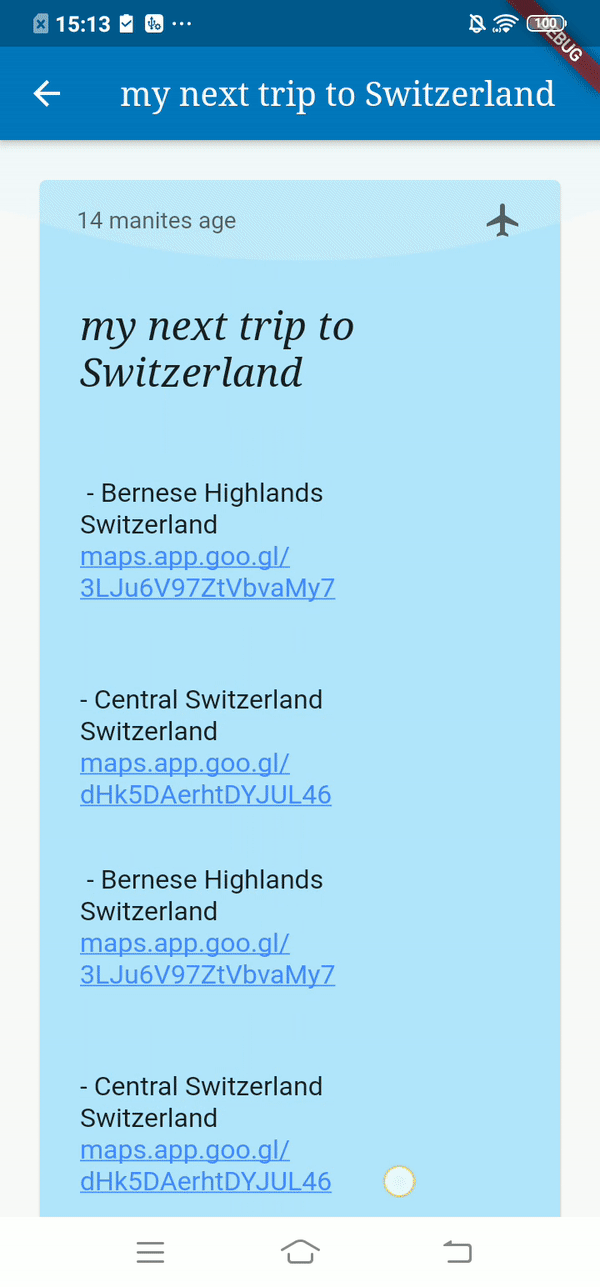 15:13
100
DEBUG
my next trip to Switzerland
14 manites age
my next trip to
Switzerland
- Bernese Highlands
Switzerland
maps.app.goo.gl/
3LJu6V97ZtVbvaMy7
- Central Switzerland
Switzerland
maps.app.goo.gl/
dHk5DAerhtDYJUL46
- Bernese Highlands
Switzerland
maps.app.goo.gl/
3LJu6V97ZtVbvaMy7
- Central Switzerland
Switzerland
maps.app.goo.gl/
dHk5DAerhtDYJUL46